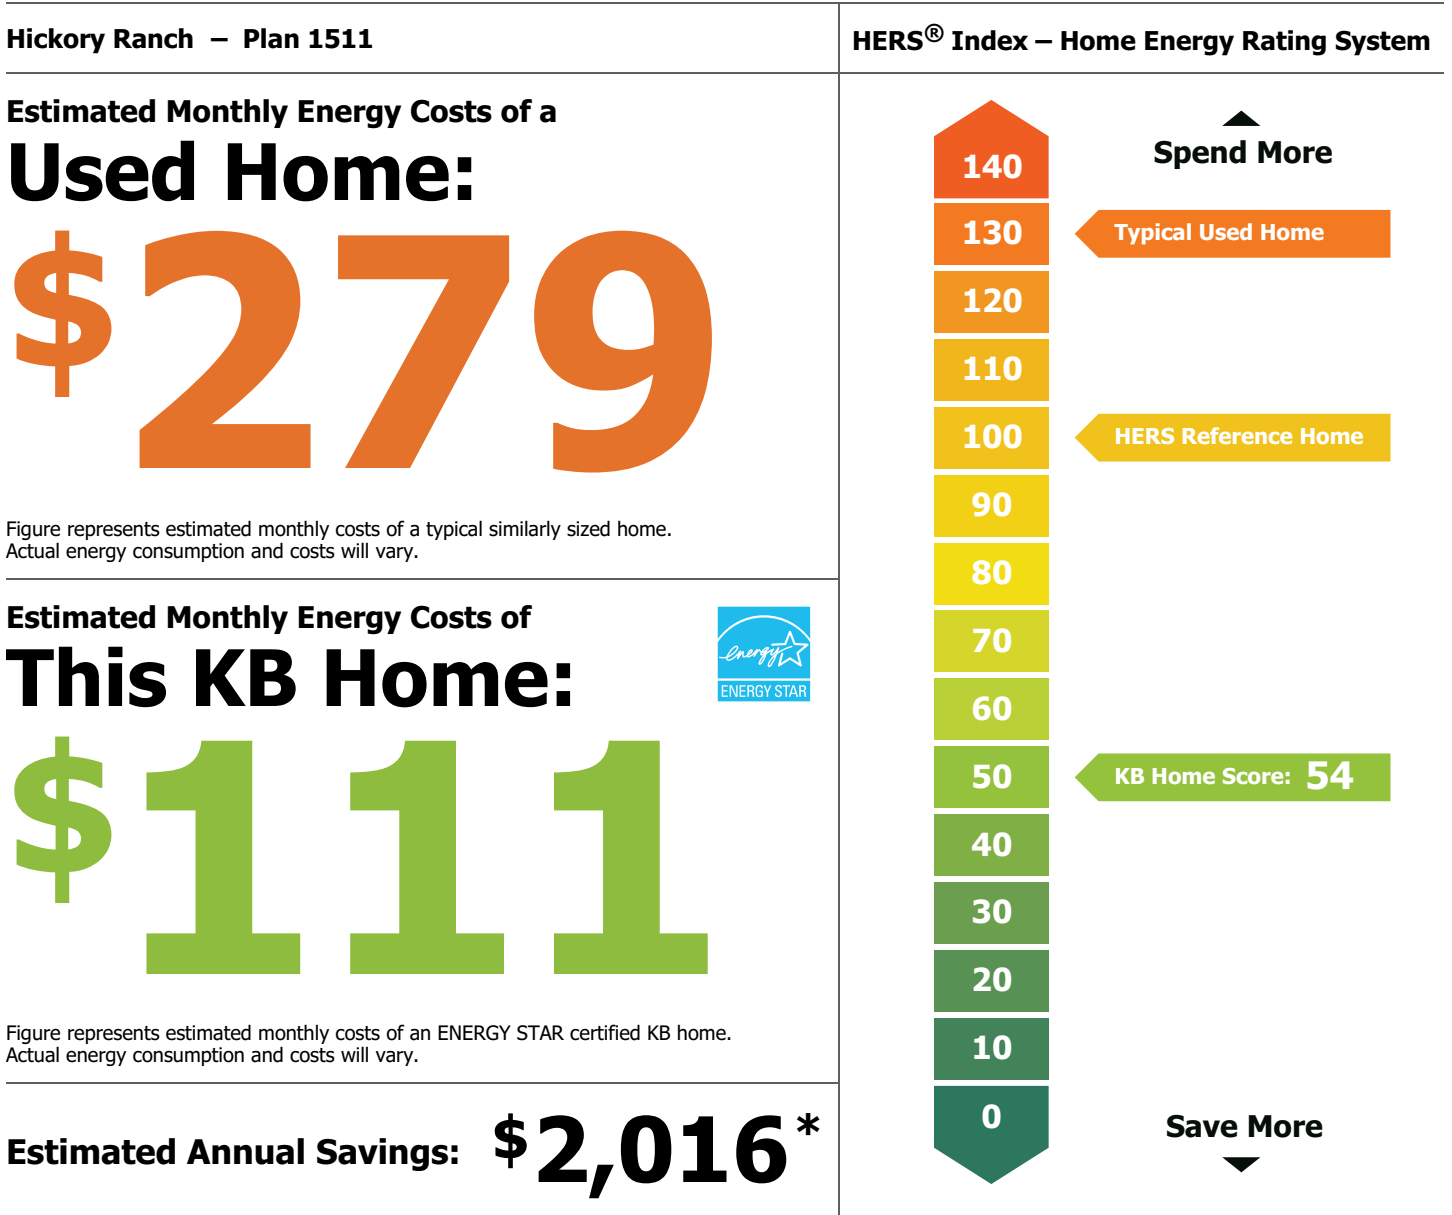 Hickory Ranch – Plan 1511
Estimated Monthly Energy Costs of a
Used Home:
$279
Figure represents estimated monthly costs of a typical similarly sized home.
Actual energy consumption and costs will vary.
Estimated Monthly Energy Costs of
This KB Home:
energy
ENERGY STAR
$111
Figure represents estimated monthly costs of an ENERGY STAR certified KB home.
Actual energy consumption and costs will vary.
Estimated Annual Savings: $2,016*
HERS® Index – Home Energy Rating System
Spend More
140
130 Typical Used Home
120
110
100 HERS Reference Home
90
80
70
60
50 KB Home Score: 54
40
30
20
10
0
Save More